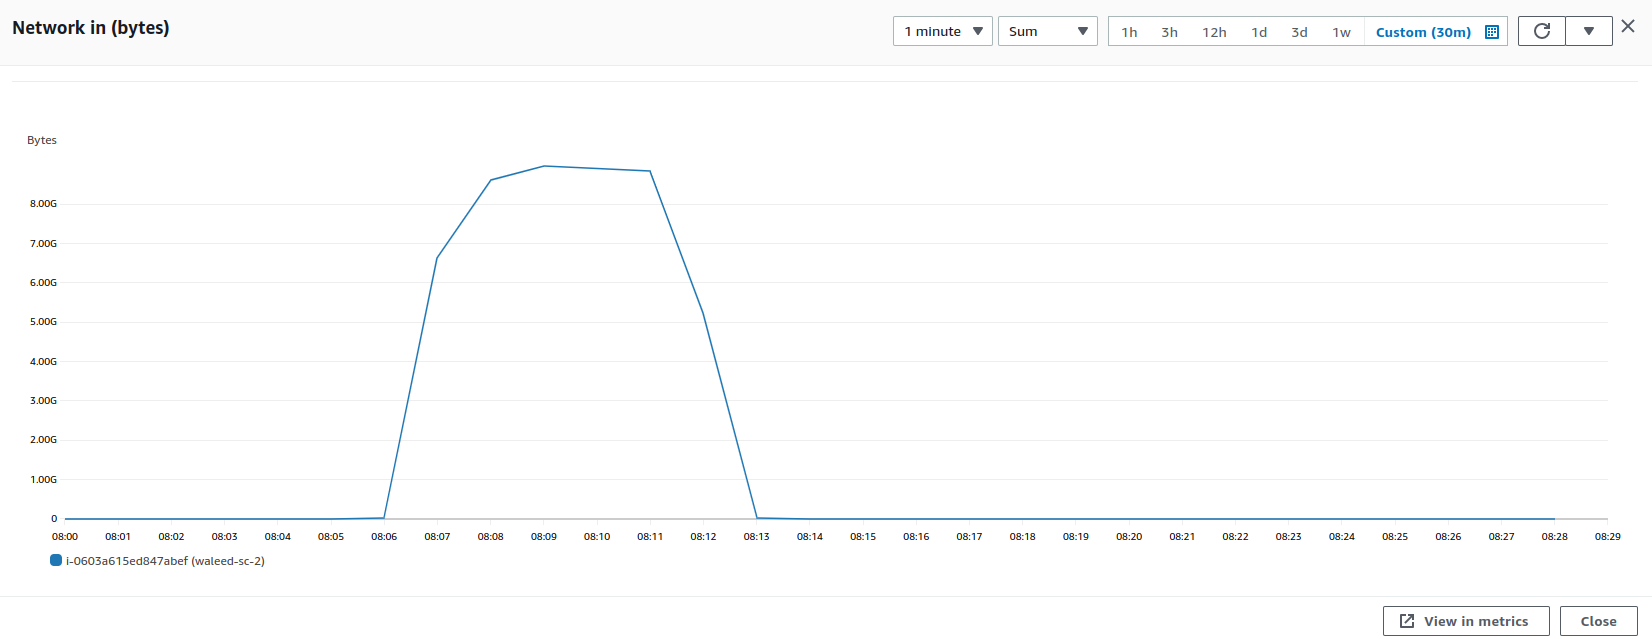 Network in (bytes)
1 minute
Sum
1h 3h 12h 1d 3d 1w Custom (30m)
Bytes
8.00G
7.00G
6.00G
5.00G
4.00G
3.00G
2.00G
1.00G
0
08:00 08:01 08:02 08:03 08:04 08:05 08:06 08:07 08:08 08:09 08:10 08:11 08:12 08:13 08:14 08:15 08:16 08:17 08:18 08:19 08:20 08:21 08:22 08:23 08:24 08:25 08:26 08:27 08:28 08:29
i-0603a615ed847abef (waleed-sc-2)
View in metrics
Close